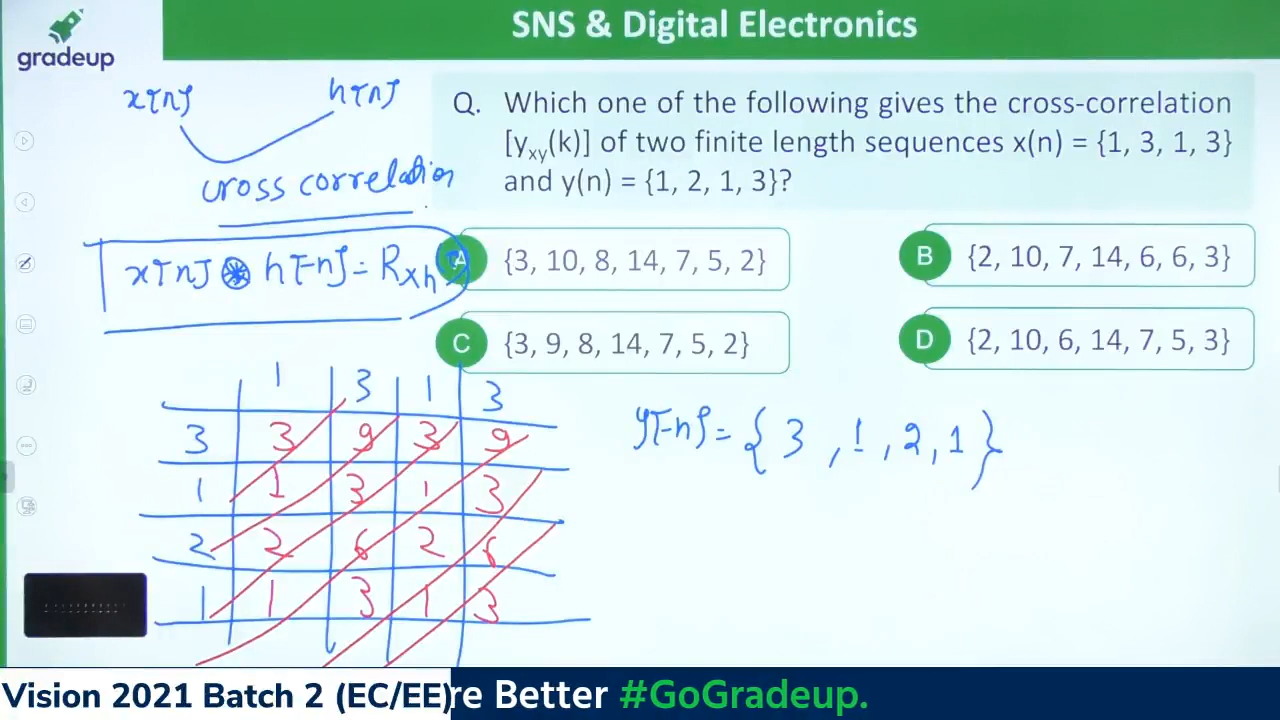 gradeup
SNS & Digital Electronics
x[n] h[n]
cross correlation
x[n] ⊛ h[-n] = Rxh
Q. Which one of the following gives the cross-correlation
[yxy(k)] of two finite length sequences x(n) = {1, 3, 1, 3}
and y(n) = {1, 2, 1, 3}?
A {3, 10, 8, 14, 7, 5, 2}
B {2, 10, 7, 14, 6, 6, 3}
C {3, 9, 8, 14, 7, 5, 2}
D {2, 10, 6, 14, 7, 5, 3}
1 3 1 3
3 3 9 3 9
1 1 3 1 3
2 2 6 2 6
1 1 3 1 3
y[-n] = { 3 , 1 , 2 , 1 }
Vision 2021 Batch 2 (EC/EE)
re Better #GoGradeup.